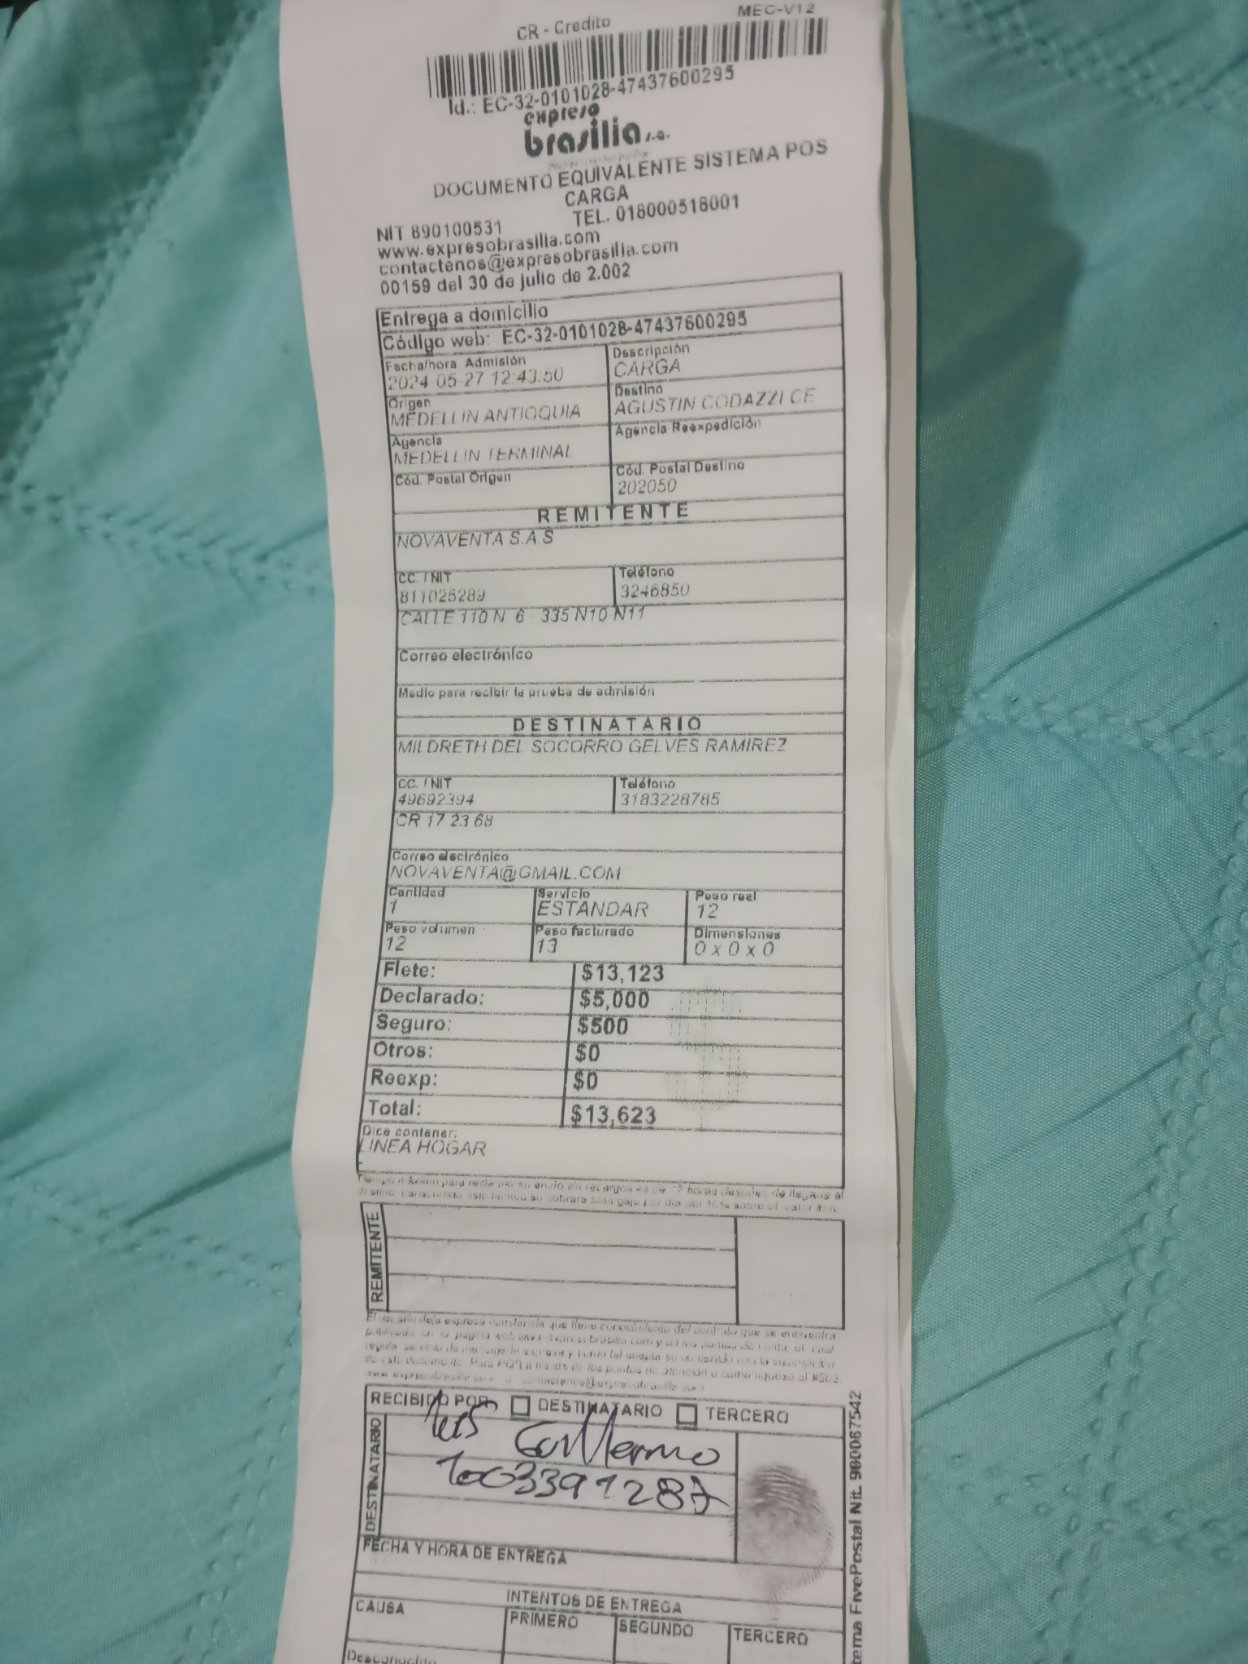 CR - Credito MEC-V12
Id.: EC-32-0101028-47437600295
expreso
brasilia s.a.
DOCUMENTO EQUIVALENTE SISTEMA POS
CARGA
NIT 890100531 TEL. 018000518001
www.expresobrasilia.com
contactenos@expresobrasilia.com
00159 del 30 de julio de 2.002
Entrega a domicilio
Código web: EC-32-0101028-47437600295
Fecha/hora Admisión Descripción
2024 05 27 12:43:50 CARGA
Origen Destino
MEDELLIN ANTIOQUIA AGUSTIN CODAZZI CE
Agencia Agencia Reexpedición
MEDELLIN TERMINAL
Cód. Postal Origen Cód. Postal Destino
202050
REMITENTE
NOVAVENTA S.A.S
CC. / NIT Teléfono
811025289 3246850
CALLE 110 N 6 335 N10 N11
Correo electrónico
Medio para recibir la prueba de admisión
DESTINATARIO
MILDRETH DEL SOCORRO GELVES RAMIREZ
CC. / NIT Teléfono
49692394 3183228785
CR 17 23 68
Correo electrónico
NOVAVENTA@GMAIL.COM
Cantidad Servicio Peso real
1 ESTANDAR 12
Peso volumen Peso facturado Dimensiones
12 13 0 x 0 x 0
Flete: $13,123
Declarado: $5,000
Seguro: $500
Otros: $0
Reexp: $0
Total: $13,623
Dice contener:
LINEA HOGAR
REMITENTE
RECIBIDO POR DESTINATARIO TERCERO
DESTINATARIO
luis Guillermo
1003391287
FECHA Y HORA DE ENTREGA
INTENTOS DE ENTREGA
CAUSA PRIMERO SEGUNDO TERCERO
Desconocido
tema FivePostal Nit. 900087542